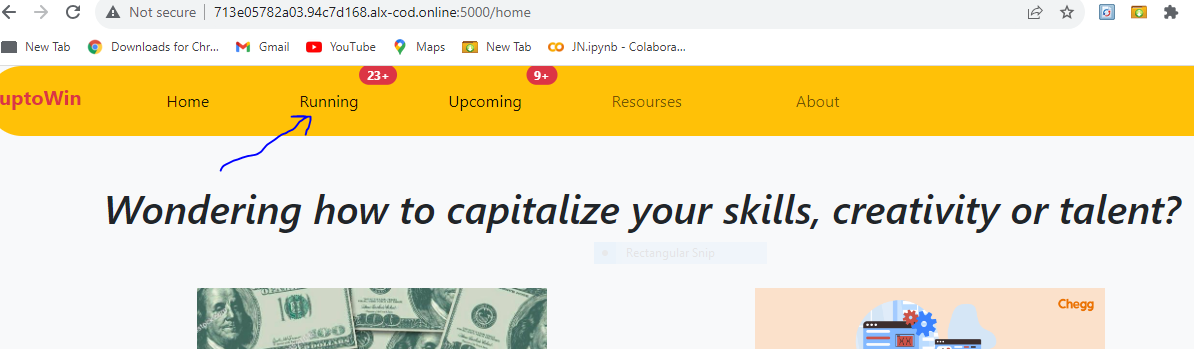 Not secure | 713e05782a03.94c7d168.alx-cod.online:5000/home
New Tab Downloads for Chr... Gmail YouTube Maps New Tab JN.ipynb - Colabora...
23+ 9+
uptoWin Home Running Upcoming Resourses About
Wondering how to capitalize your skills, creativity or talent?
Rectangular Snip
Chegg
100